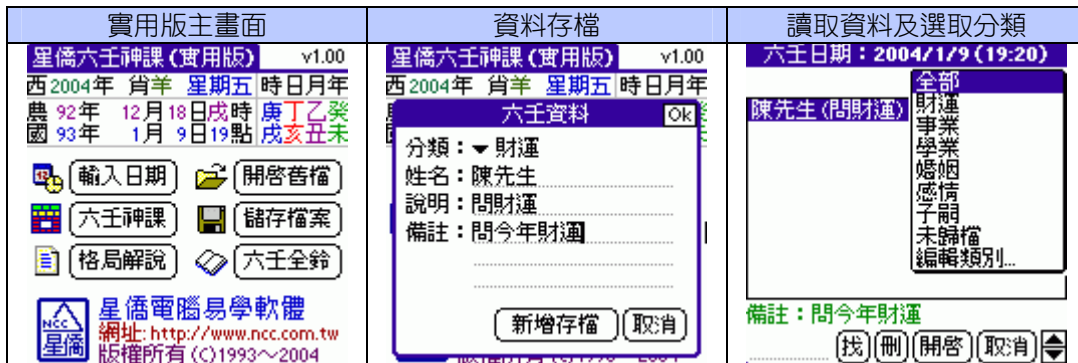 實用版主畫面
星僑六壬神課(實用版) v1.00
西2004年 肖羊 星期五 時日月年
農 92年 12月18日戌時 庚丁乙癸
國 93年 1月 9日19點 戌亥丑未
輸入日期 開啓舊檔
六壬神課 儲存檔案
格局解說 六壬全鈴
NCC 星僑
星僑電腦易學軟體
網址: http://www.ncc.com.tw
版權所有 (C)1993～2004
資料存檔
星僑六壬神課(實用版) v1.00
西2004年 肖羊 星期五 時日月年
六壬資料 Ok
分類：財運
姓名：陳先生
說明：問財運
備註：問今年財運
新增存檔 取消
讀取資料及選取分類
六壬日期：2004/1/9 (19:20)
陳先生(問財運)
全部
財運
事業
學業
婚姻
感情
子嗣
未歸檔
編輯類別...
備註：問今年財運
找 刪 開啓 取消